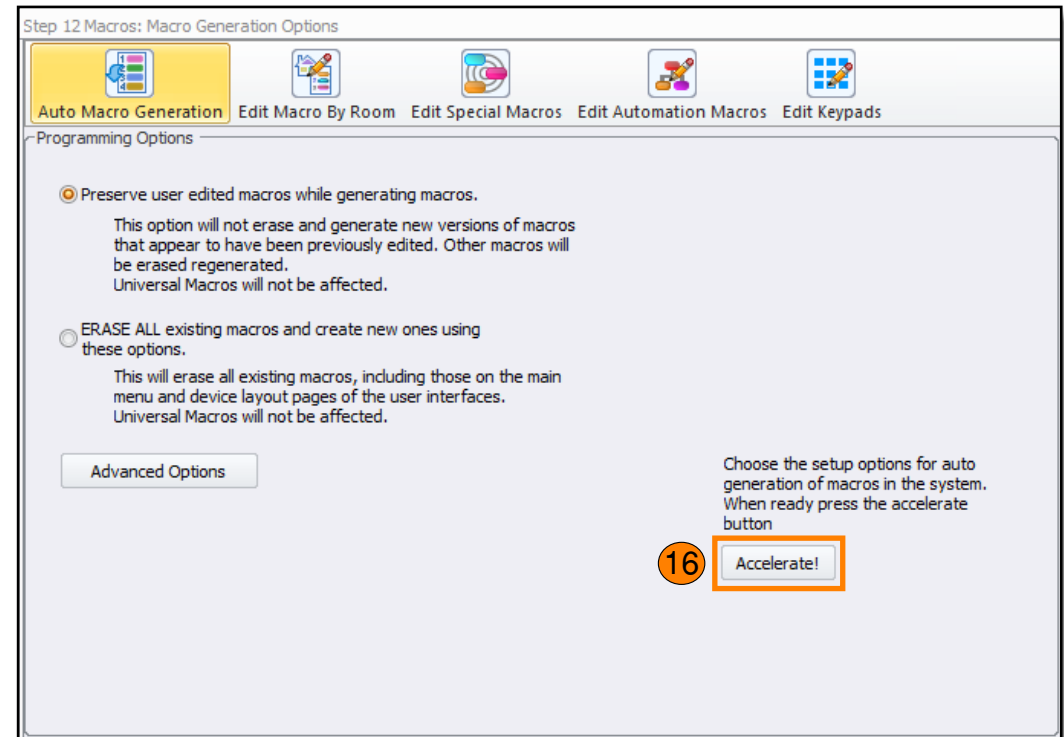 Step 12 Macros: Macro Generation Options
Auto Macro Generation Edit Macro By Room Edit Special Macros Edit Automation Macros Edit Keypads
Programming Options
Preserve user edited macros while generating macros.
This option will not erase and generate new versions of macros
that appear to have been previously edited. Other macros will
be erased regenerated.
Universal Macros will not be affected.
ERASE ALL existing macros and create new ones using
these options.
This will erase all existing macros, including those on the main
menu and device layout pages of the user interfaces.
Universal Macros will not be affected.
Advanced Options
Choose the setup options for auto
generation of macros in the system.
When ready press the accelerate
button
16 Accelerate!